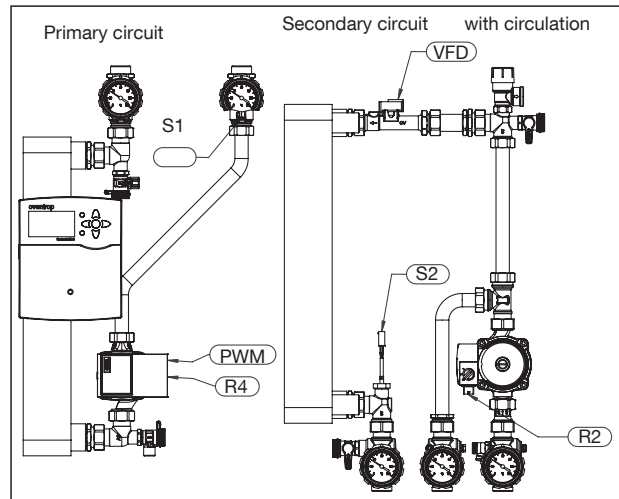 Primary circuit
Secondary circuit with circulation
VFD
S1
oventrop
S2
PWM
R4
R2